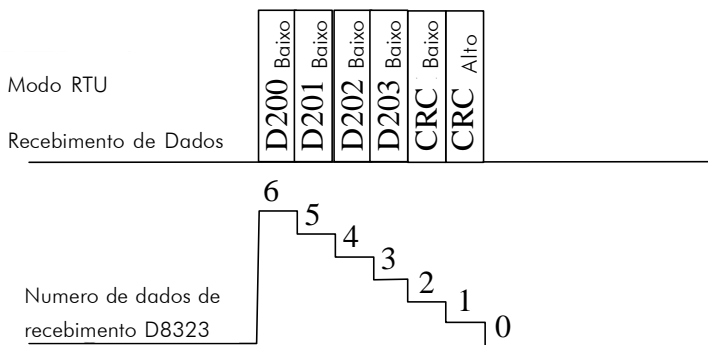 Modo RTU
Recebimento de Dados
D200 Baixo
D201 Baixo
D202 Baixo
D203 Baixo
CRC Baixo
CRC Alto
6
5
4
3
2
1
0
Numero de dados de
recebimento D8323